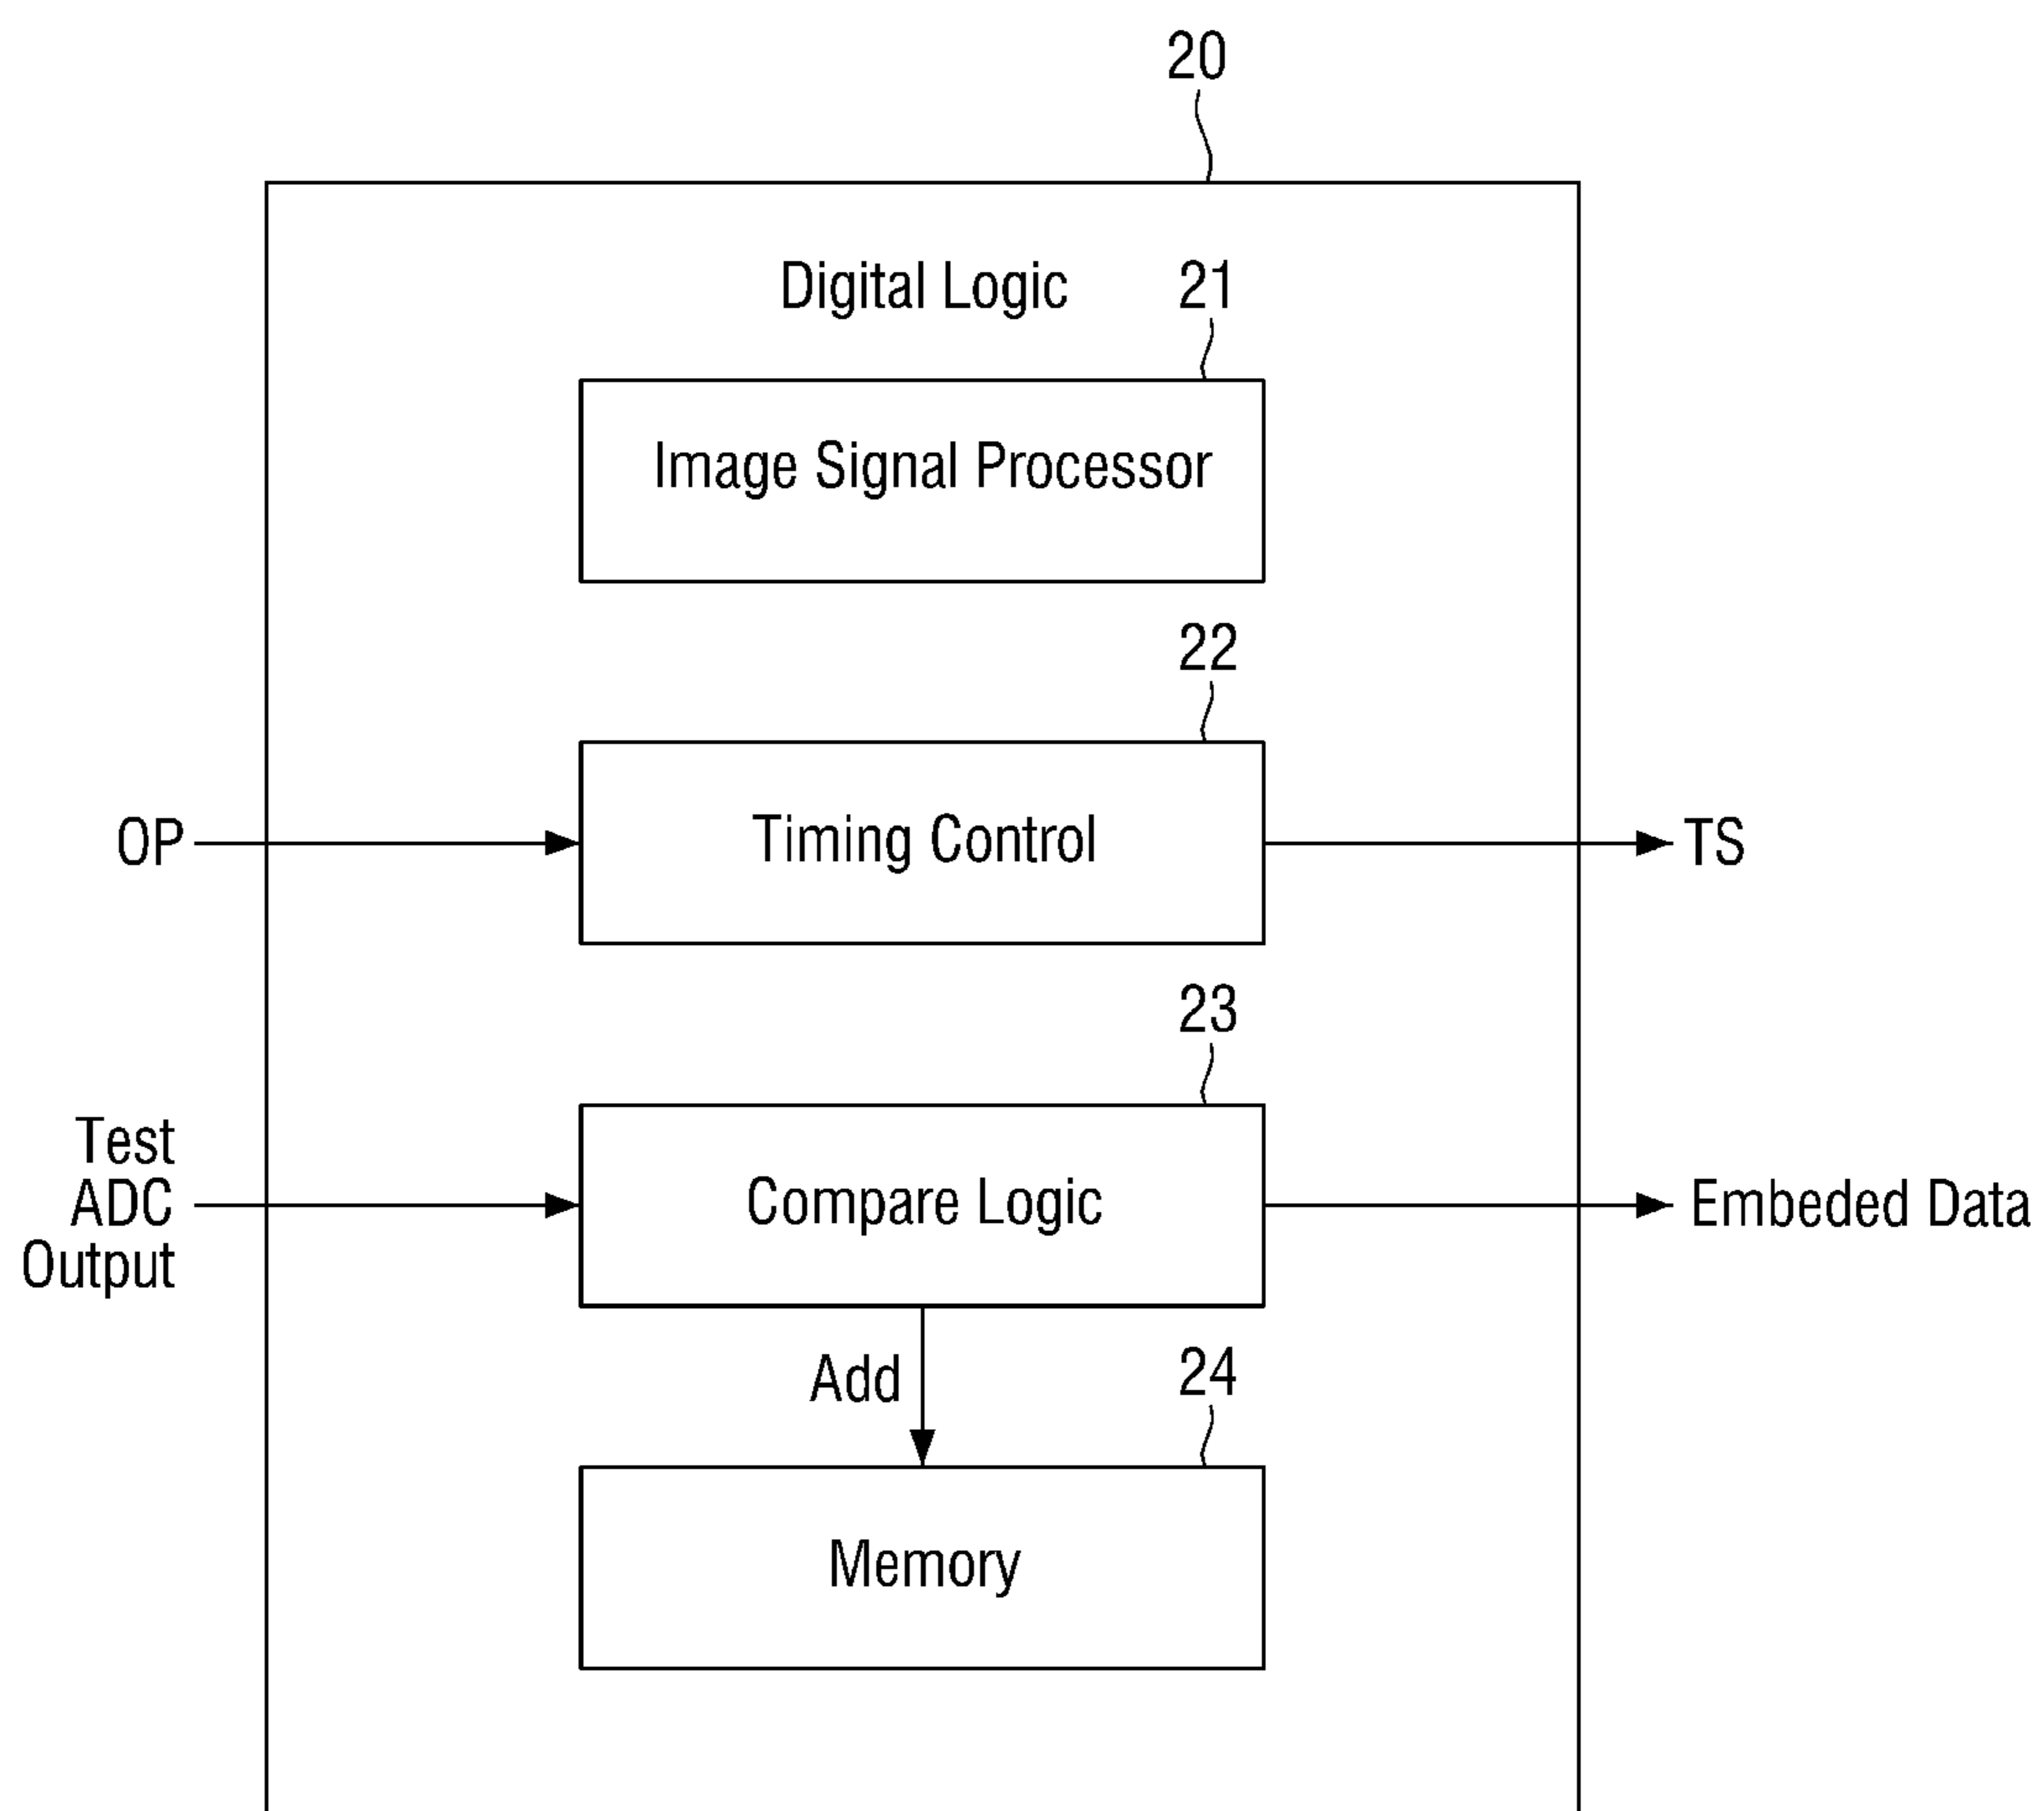 20
Digital Logic
21
Image Signal Processor
22
OP
Timing Control
TS
23
Test
ADC
Output
Compare Logic
Embeded Data
Add
24
Memory